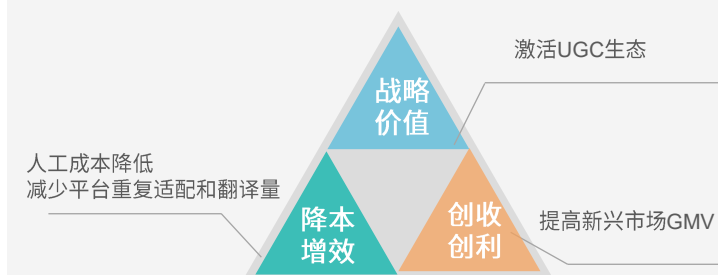 激活UGC生态
战略
价值
人工成本降低
减少平台重复适配和翻译量
降本
增效
创收
创利
提高新兴市场GMV